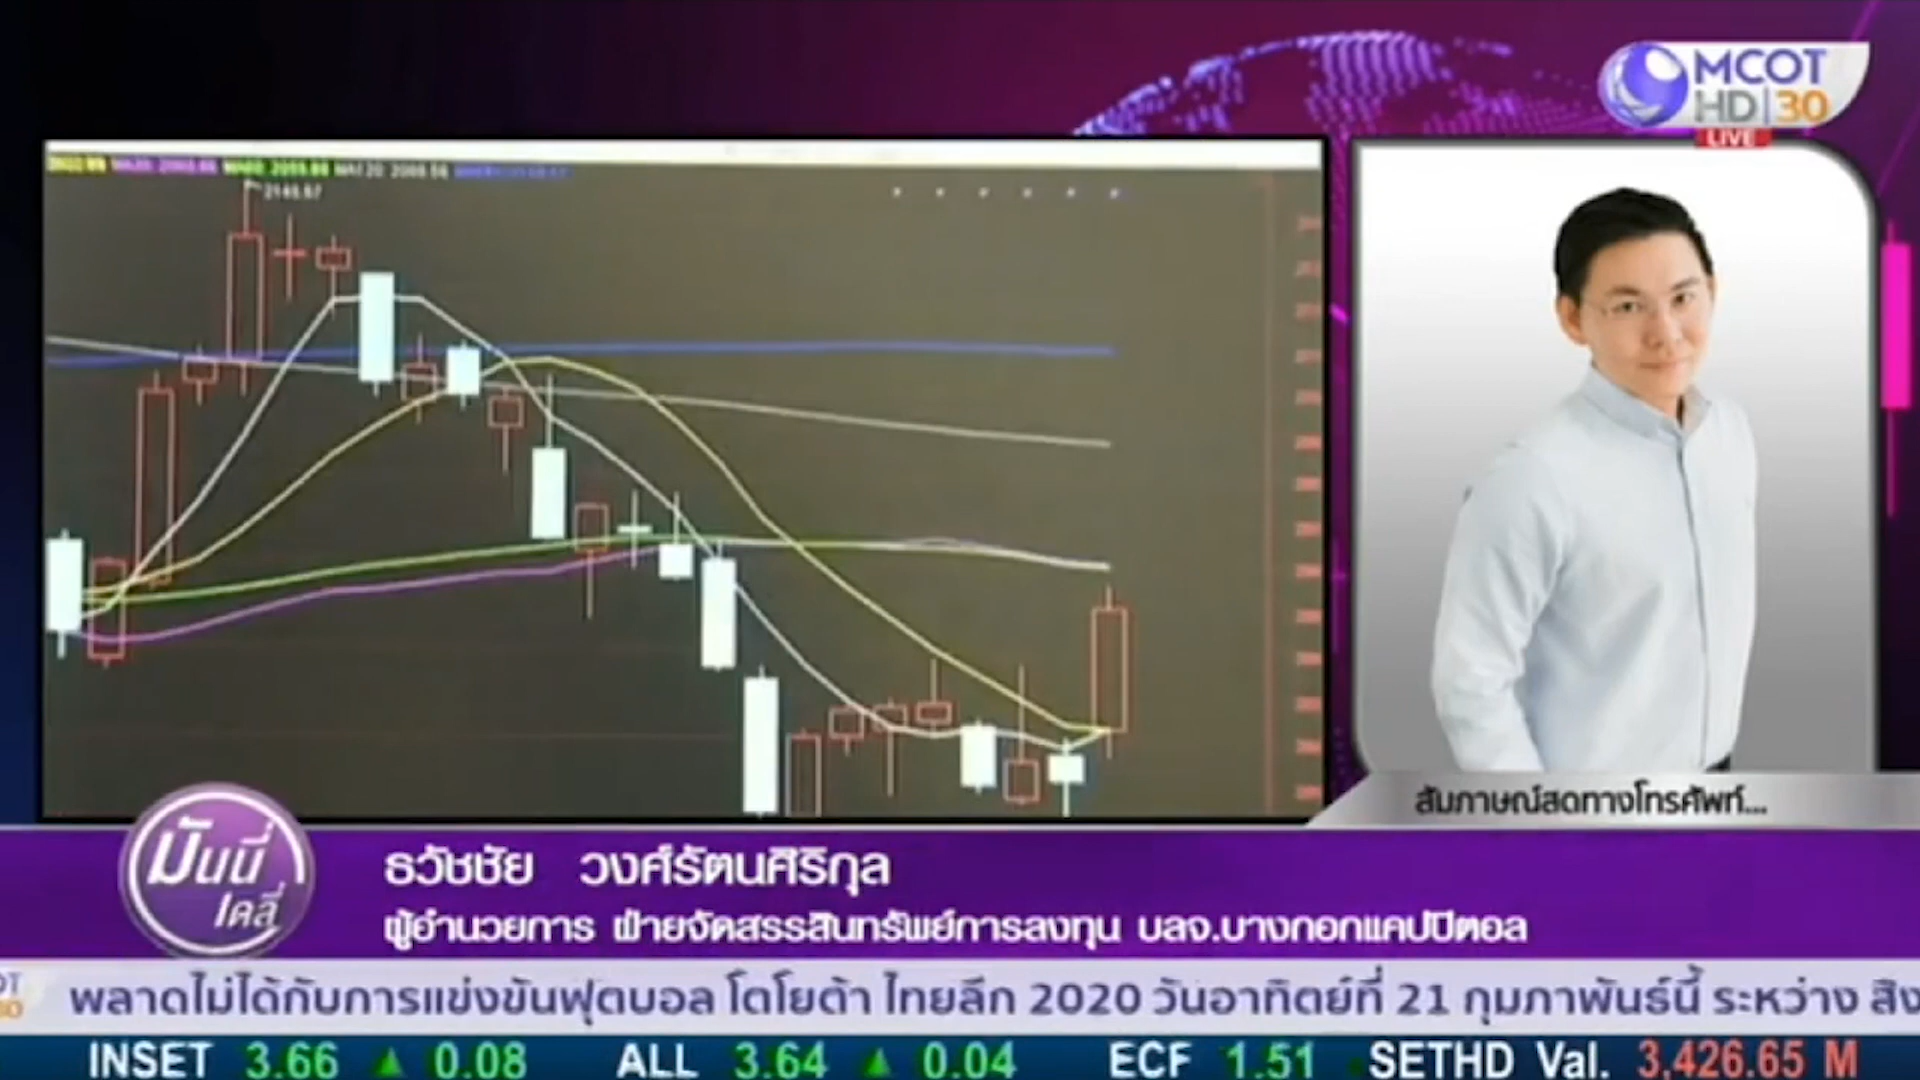 MCOT
HD|30
LIVE
MA120: 2088.56
2148.67
สัมภาษณ์สดทางโทรศัพท์...
มันนี่
เดลี่
ธวัชชัย วงศ์รัตนศิริกุล
ผู้อำนวยการ ฝ่ายจัดสรรสินทรัพย์การลงทุน บลจ.บางกอกแคปปิตอล
พลาดไม่ได้กับการแข่งขันฟุตบอล โตโยต้า ไทยลีก 2020 วันอาทิตย์ที่ 21 กุมภาพันธ์นี้ ระหว่าง สิง
INSET 3.66 ▲ 0.08 ALL 3.64 ▲ 0.04 ECF 1.51 SETHD Val. 3,426.65 M